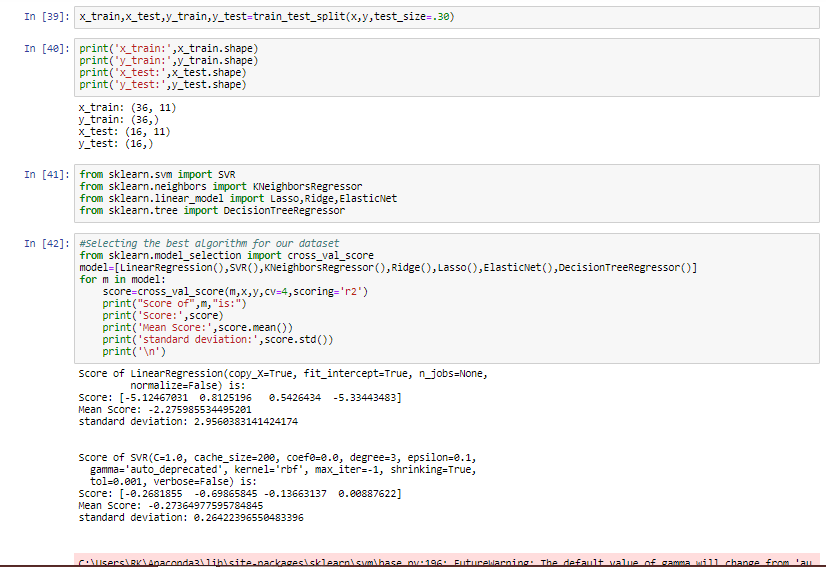 In [39]: x_train,x_test,y_train,y_test=train_test_split(x,y,test_size=.30)
In [40]: print('x_train:',x_train.shape)
print('y_train:',y_train.shape)
print('x_test:',x_test.shape)
print('y_test:',y_test.shape)
x_train: (36, 11)
y_train: (36,)
x_test: (16, 11)
y_test: (16,)
In [41]: from sklearn.svm import SVR
from sklearn.neighbors import KNeighborsRegressor
from sklearn.linear_model import Lasso,Ridge,ElasticNet
from sklearn.tree import DecisionTreeRegressor
In [42]: #Selecting the best algorithm for our dataset
from sklearn.model_selection import cross_val_score
model=[LinearRegression(),SVR(),KNeighborsRegressor(),Ridge(),Lasso(),ElasticNet(),DecisionTreeRegressor()]
for m in model:
    score=cross_val_score(m,x,y,cv=4,scoring='r2')
    print("Score of",m,"is:")
    print('Score:',score)
    print('Mean Score:',score.mean())
    print('standard deviation:',score.std())
    print('\n')
Score of LinearRegression(copy_X=True, fit_intercept=True, n_jobs=None,
         normalize=False) is:
Score: [-5.12467031  0.8125196   0.5426434  -5.33443483]
Mean Score: -2.275985534495201
standard deviation: 2.9560383141424174
Score of SVR(C=1.0, cache_size=200, coef0=0.0, degree=3, epsilon=0.1,
  gamma='auto_deprecated', kernel='rbf', max_iter=-1, shrinking=True,
  tol=0.001, verbose=False) is:
Score: [-0.2681855  -0.69865845 -0.13663137  0.00887622]
Mean Score: -0.27364977595784845
standard deviation: 0.26422396550483396
C:\Users\RK\Anaconda3\lib\site-packages\sklearn\svm\base.py:196: FutureWarning: The default value of gamma will change from 'au